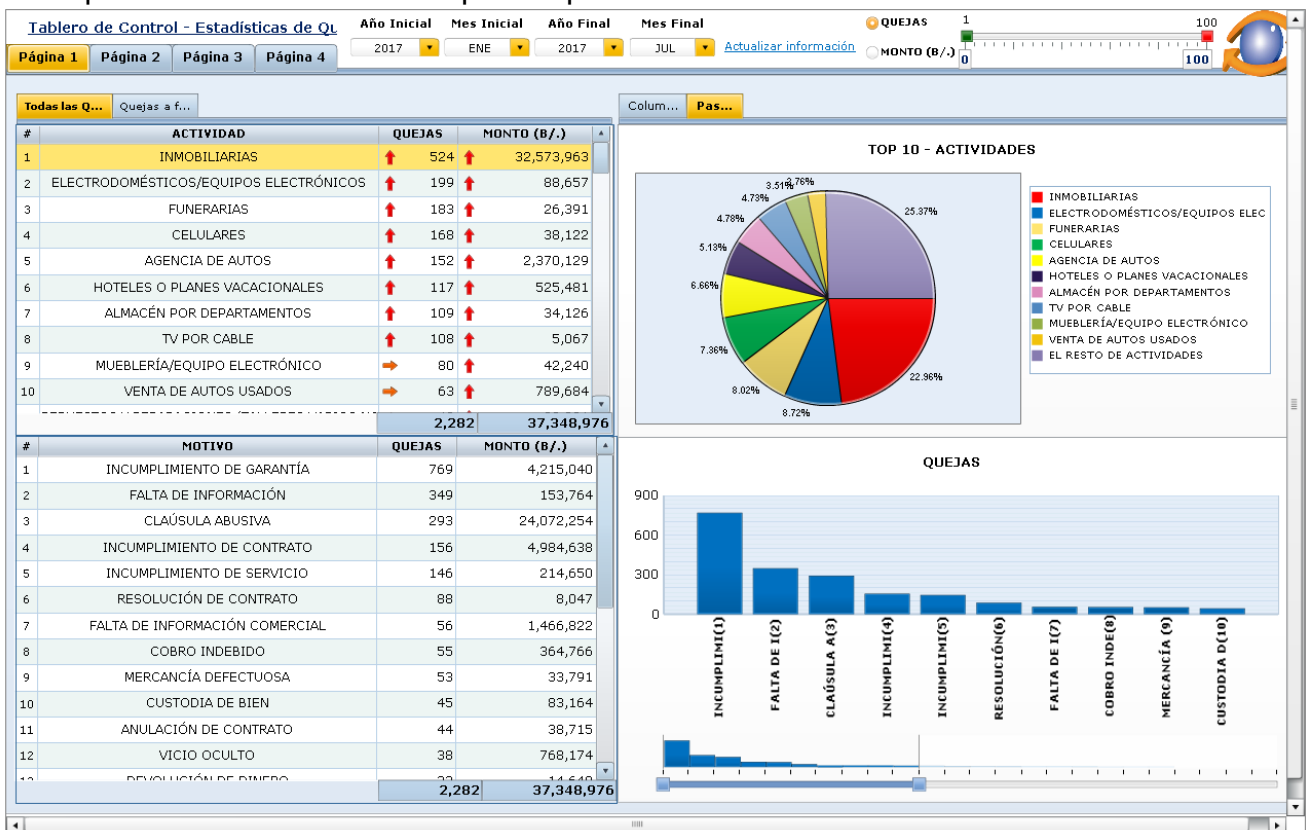 Tablero de Control - Estadísticas de Qu
Año Inicial Mes Inicial Año Final Mes Final
2017 ENE 2017 JUL Actualizar información
QUEJAS
MONTO (B/.)
1 100
0 100
Página 1 Página 2 Página 3 Página 4
Todas las Q... Quejas a f...
# ACTIVIDAD QUEJAS MONTO (B/.)
1 INMOBILIARIAS 524 32,573,963
2 ELECTRODOMÉSTICOS/EQUIPOS ELECTRÓNICOS 199 88,657
3 FUNERARIAS 183 26,391
4 CELULARES 168 38,122
5 AGENCIA DE AUTOS 152 2,370,129
6 HOTELES O PLANES VACACIONALES 117 525,481
7 ALMACÉN POR DEPARTAMENTOS 109 34,126
8 TV POR CABLE 108 5,067
9 MUEBLERÍA/EQUIPO ELECTRÓNICO 80 42,240
10 VENTA DE AUTOS USADOS 63 789,684
2,282 37,348,976
# MOTIVO QUEJAS MONTO (B/.)
1 INCUMPLIMIENTO DE GARANTÍA 769 4,215,040
2 FALTA DE INFORMACIÓN 349 153,764
3 CLAÚSULA ABUSIVA 293 24,072,254
4 INCUMPLIMIENTO DE CONTRATO 156 4,984,638
5 INCUMPLIMIENTO DE SERVICIO 146 214,650
6 RESOLUCIÓN DE CONTRATO 88 8,047
7 FALTA DE INFORMACIÓN COMERCIAL 56 1,466,822
8 COBRO INDEBIDO 55 364,766
9 MERCANCÍA DEFECTUOSA 53 33,791
10 CUSTODIA DE BIEN 45 83,164
11 ANULACIÓN DE CONTRATO 44 38,715
12 VICIO OCULTO 38 768,174
2,282 37,348,976
Colum... Pas...
TOP 10 - ACTIVIDADES
25.37%
22.96%
8.72%
8.02%
7.36%
6.66%
5.13%
4.78%
4.73%
3.51%
2.76%
INMOBILIARIAS
ELECTRODOMÉSTICOS/EQUIPOS ELEC
FUNERARIAS
CELULARES
AGENCIA DE AUTOS
HOTELES O PLANES VACACIONALES
ALMACÉN POR DEPARTAMENTOS
TV POR CABLE
MUEBLERÍA/EQUIPO ELECTRÓNICO
VENTA DE AUTOS USADOS
EL RESTO DE ACTIVIDADES
QUEJAS
900
600
300
0
INCUMPLIMI(1)
FALTA DE I(2)
CLAÚSULA A(3)
INCUMPLIMI(4)
INCUMPLIMI(5)
RESOLUCIÓN(6)
FALTA DE I(7)
COBRO INDE(8)
MERCANCÍA (9)
CUSTODIA D(10)